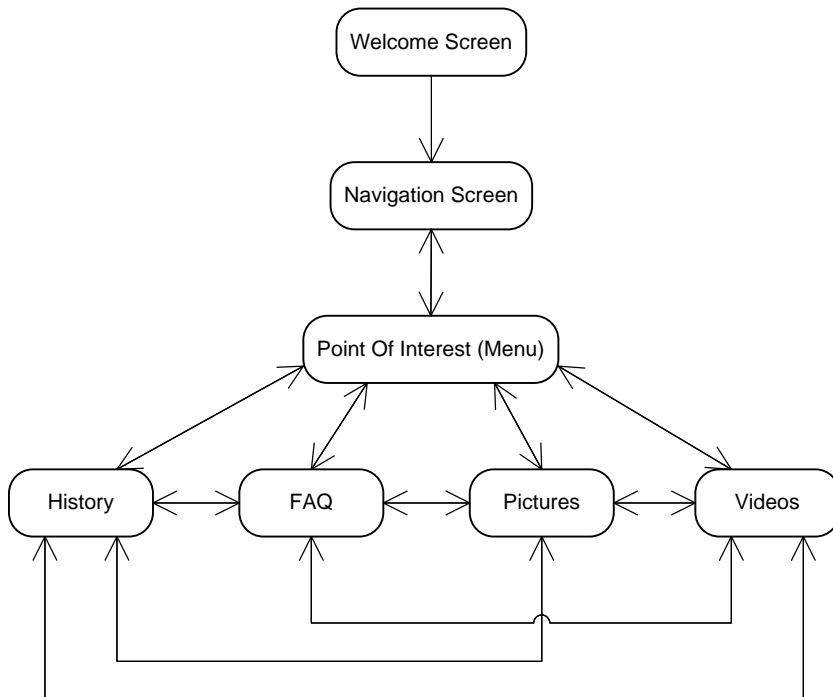 Welcome Screen
Navigation Screen
Point Of Interest (Menu)
History
FAQ
Pictures
Videos